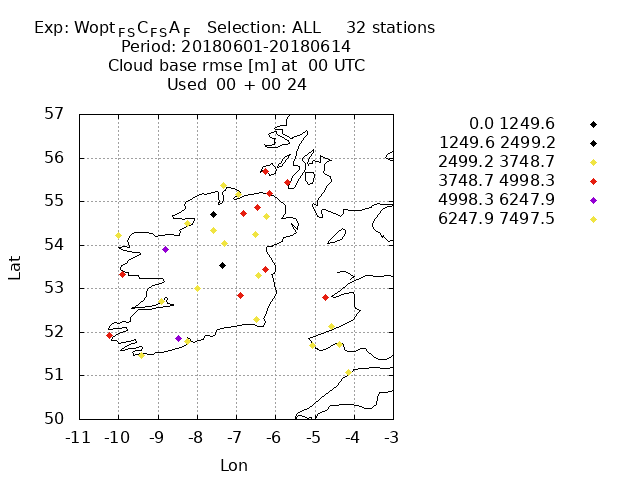 Exp: Wopt_FS C_FS A_F   Selection: ALL     32 stations
Period: 20180601-20180614
Cloud base rmse [m] at  00 UTC
Used  00 + 00 24
0.0 1249.6
1249.6 2499.2
2499.2 3748.7
3748.7 4998.3
4998.3 6247.9
6247.9 7497.5
57
56
55
54
53
52
51
50
Lat
-11 -10 -9 -8 -7 -6 -5 -4 -3
Lon